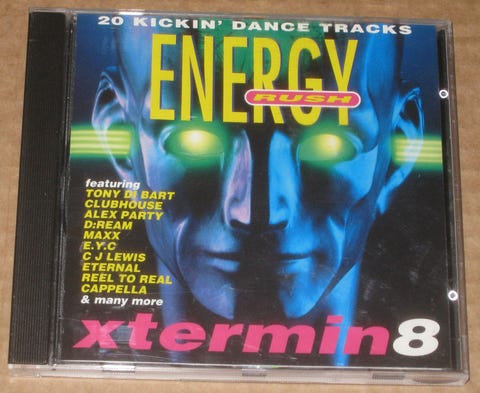 20 KICKIN' DANCE TRACKS
ENERGY
RUSH
featuring
TONY DI BART
CLUBHOUSE
ALEX PARTY
D:REAM
MAXX
E.Y.C
C J LEWIS
ETERNAL
REEL TO REAL
CAPPELLA
& many more
xtermin8